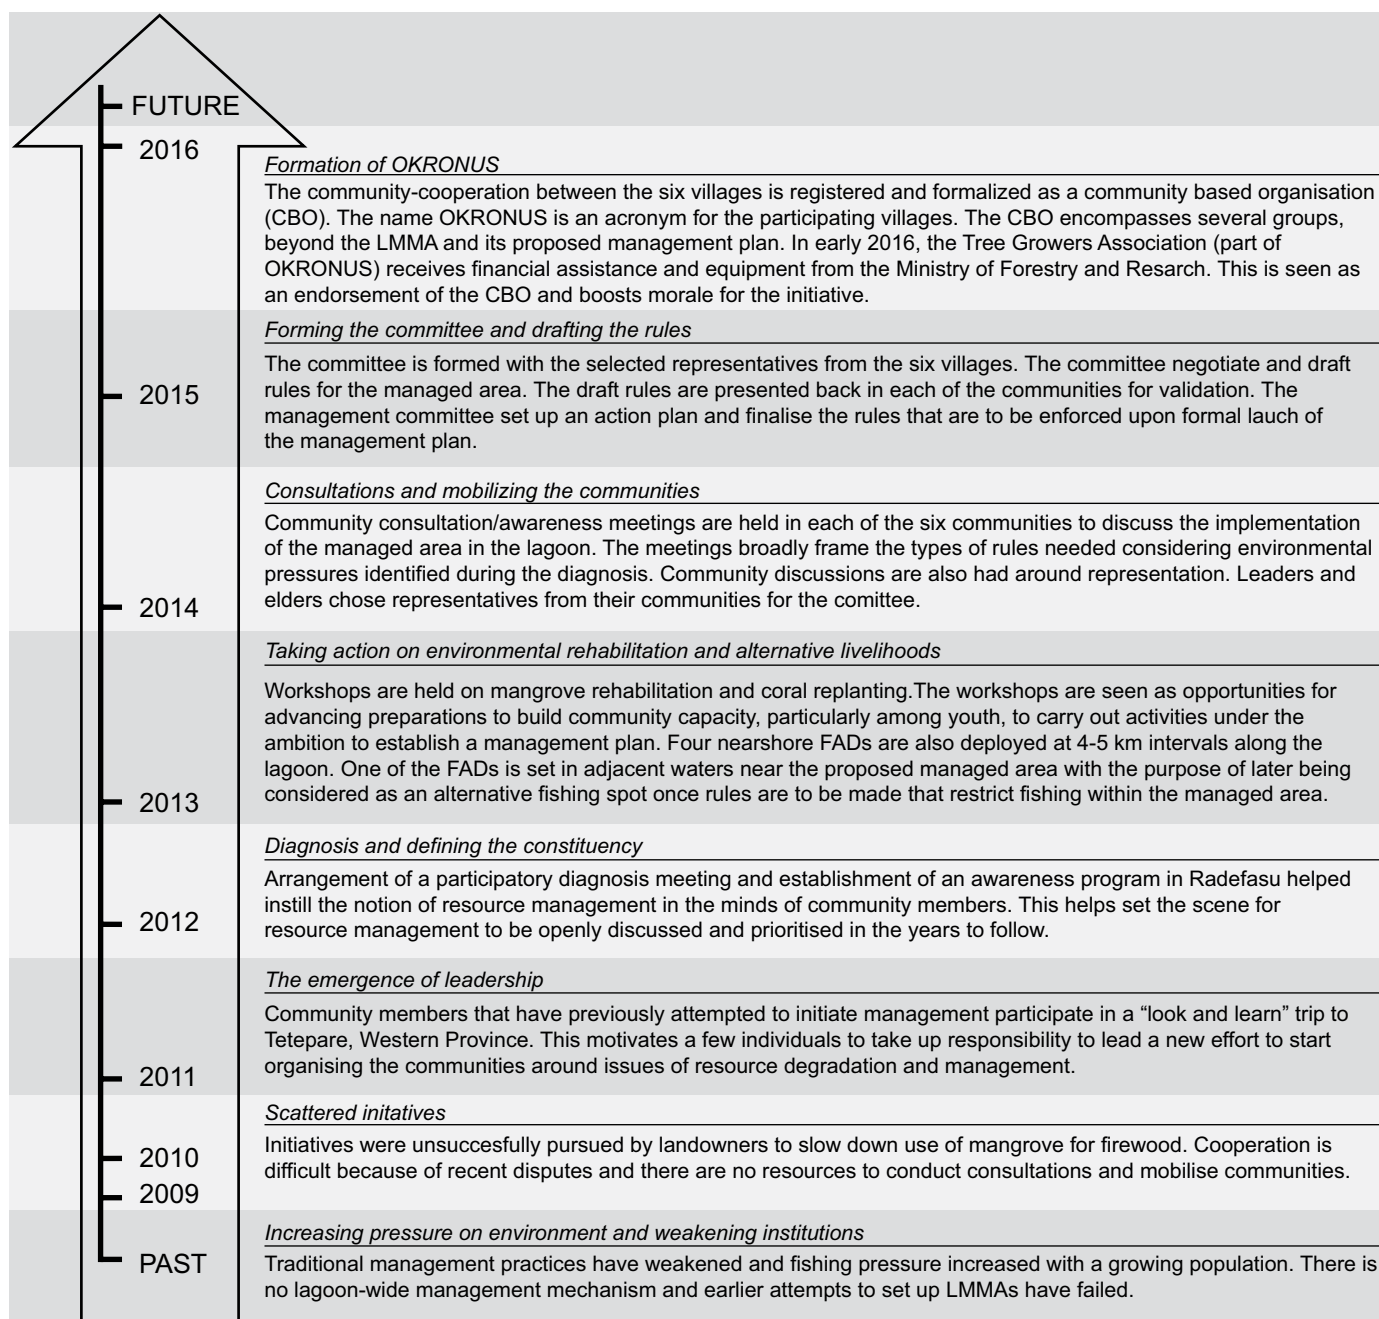 FUTURE
2016
Formation of OKRONUS
The community-cooperation between the six villages is registered and formalized as a community based organisation
(CBO). The name OKRONUS is an acronym for the participating villages. The CBO encompasses several groups,
beyond the LMMA and its proposed management plan. In early 2016, the Tree Growers Association (part of
OKRONUS) receives financial assistance and equipment from the Ministry of Forestry and Resarch. This is seen as
an endorsement of the CBO and boosts morale for the initiative.
Forming the committee and drafting the rules
The committee is formed with the selected representatives from the six villages. The committee negotiate and draft
rules for the managed area. The draft rules are presented back in each of the communities for validation. The
2015
management committee set up an action plan and finalise the rules that are to be enforced upon formal lauch of
the management plan.
Consultations and mobilizing the communities
Community consultation/awareness meetings are held in each of the six communities to discuss the implementation
of the managed area in the lagoon. The meetings broadly frame the types of rules needed considering environmental
pressures identified during the diagnosis. Community discussions are also had around representation. Leaders and
elders chose representatives from their communities for the comittee.
2014
Taking action on environmental rehabilitation and alternative livelihoods
Workshops are held on mangrove rehabilitation and coral replanting.The workshops are seen as opportunities for
advancing preparations to build community capacity, particularly among youth, to carry out activities under the
ambition to establish a management plan. Four nearshore FADs are also deployed at 4-5 km intervals along the
lagoon. One of the FADs is set in adjacent waters near the proposed managed area with the purpose of later being
considered as an alternative fishing spot once rules are to be made that restrict fishing within the managed area.
2013
Diagnosis and defining the constituency
Arrangement of a participatory diagnosis meeting and establishment of an awareness program in Radefasu helped
instill the notion of resource management in the minds of community members. This helps set the scene for
resource management to be openly discussed and prioritised in the years to follow.
2012
The emergence of leadership
Community members that have previously attempted to initiate management participate in a “look and learn” trip to
Tetepare, Western Province. This motivates a few individuals to take up responsibility to lead a new effort to start
organising the communities around issues of resource degradation and management.
2011
Scattered initatives
Initiatives were unsuccesfully pursued by landowners to slow down use of mangrove for firewood. Cooperation is
difficult because of recent disputes and there are no resources to conduct consultations and mobilise communities.
2010
2009
Increasing pressure on environment and weakening institutions
PAST
Traditional management practices have weakened and fishing pressure increased with a growing population. There is
no lagoon-wide management mechanism and earlier attempts to set up LMMAs have failed.